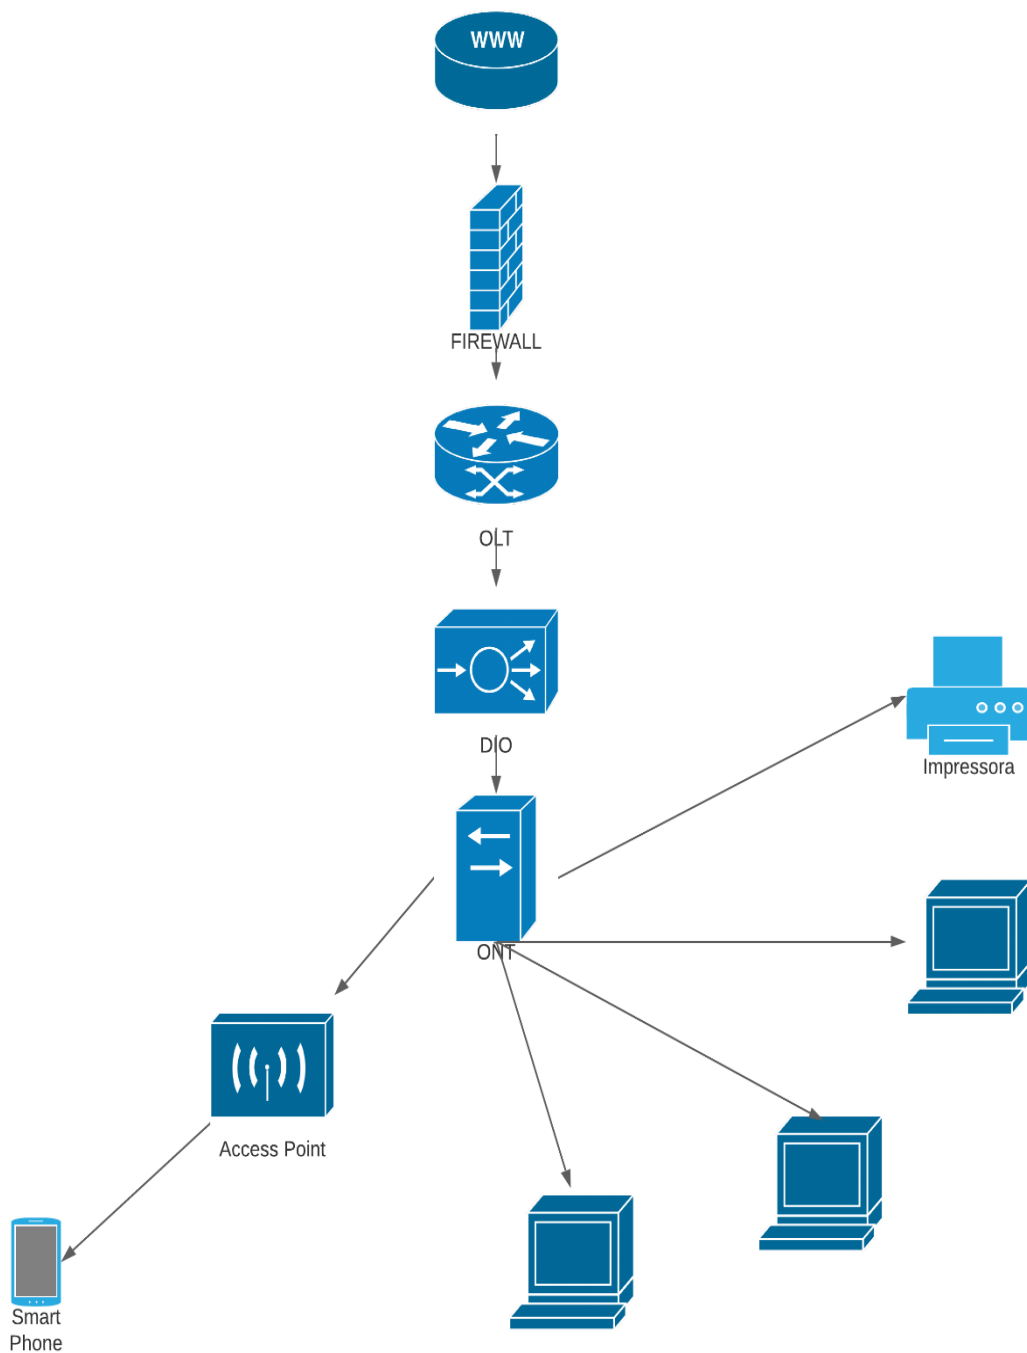 WWW
FIREWALL
OLT
DIO
Impressora
ONT
Access Point
Smart
Phone